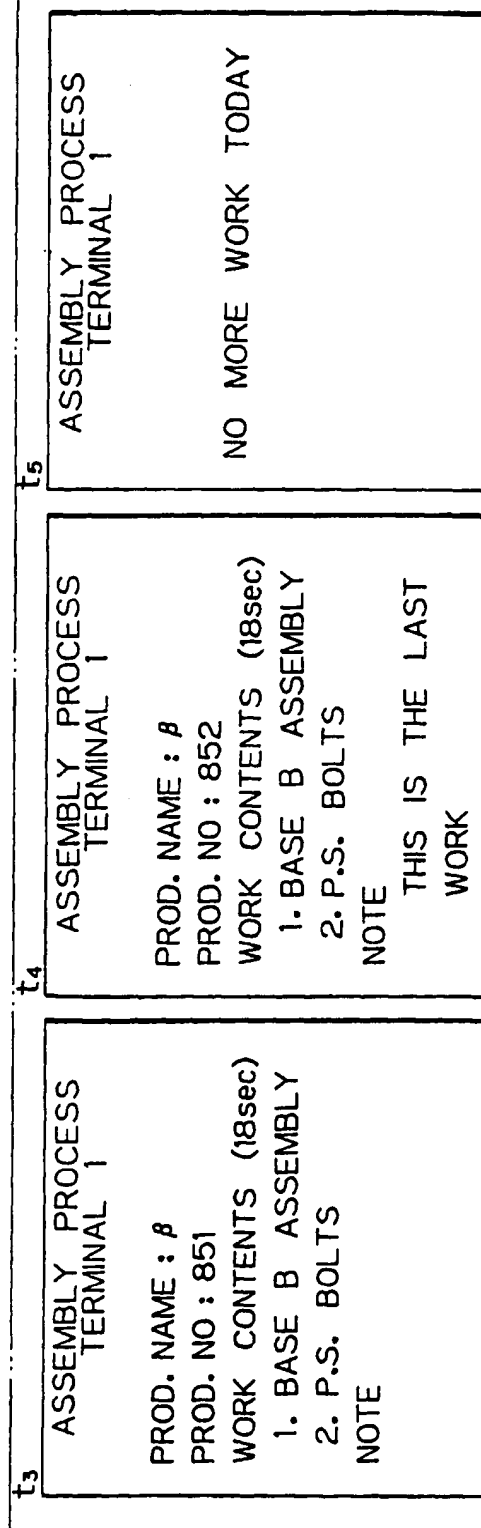 t3
ASSEMBLY PROCESS
TERMINAL 1
PROD. NAME : β
PROD. NO : 851
WORK CONTENTS (18sec)
1. BASE B ASSEMBLY
2. P.S. BOLTS
NOTE
t4
ASSEMBLY PROCESS
TERMINAL 1
PROD. NAME : β
PROD. NO : 852
WORK CONTENTS (18sec)
1. BASE B ASSEMBLY
2. P.S. BOLTS
NOTE
THIS IS THE LAST
WORK
t5
ASSEMBLY PROCESS
TERMINAL 1
NO MORE WORK TODAY